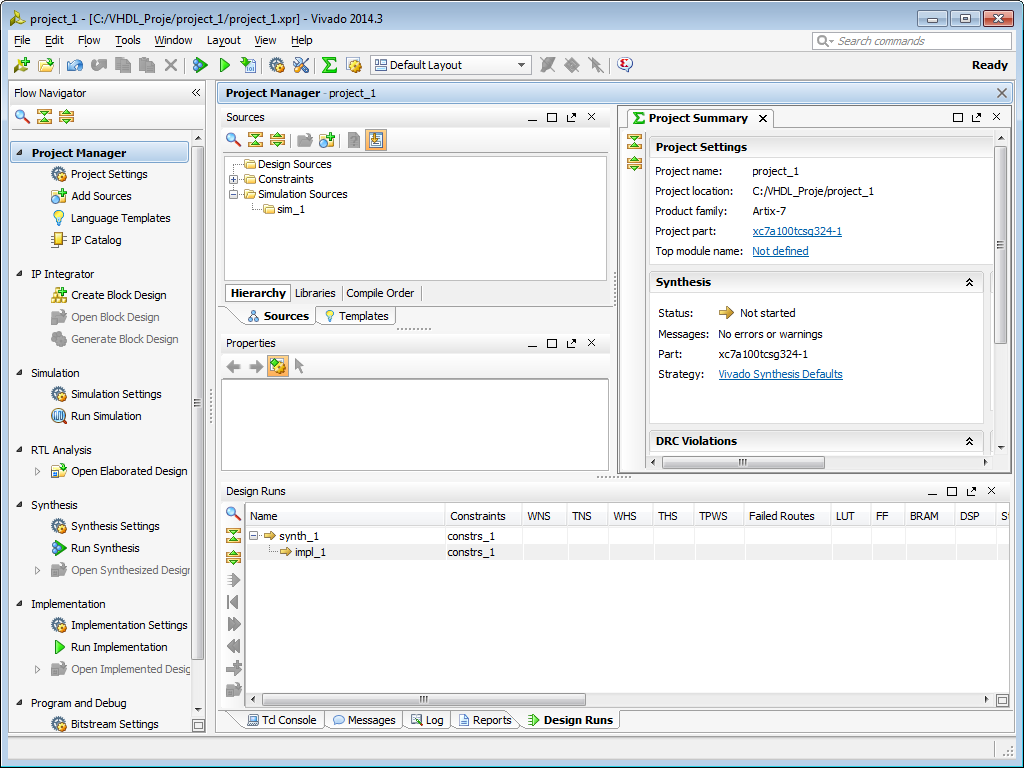 project_1 - [C:/VHDL_Proje/project_1/project_1.xpr] - Vivado 2014.3
File Edit Flow Tools Window Layout View Help
Search commands
Default Layout
Ready
Flow Navigator
Project Manager
Project Settings
Add Sources
Language Templates
IP Catalog
IP Integrator
Create Block Design
Open Block Design
Generate Block Design
Simulation
Simulation Settings
Run Simulation
RTL Analysis
Open Elaborated Design
Synthesis
Synthesis Settings
Run Synthesis
Open Synthesized Design
Implementation
Implementation Settings
Run Implementation
Open Implemented Desig
Program and Debug
Bitstream Settings
Project Manager - project_1
Sources
Design Sources
Constraints
Simulation Sources
sim_1
Hierarchy Libraries Compile Order
Sources Templates
Properties
Project Summary
Project Settings
Project name: project_1
Project location: C:/VHDL_Proje/project_1
Product family: Artix-7
Project part: xc7a100tcsg324-1
Top module name: Not defined
Synthesis
Status: Not started
Messages: No errors or warnings
Part: xc7a100tcsg324-1
Strategy: Vivado Synthesis Defaults
DRC Violations
Design Runs
Name Constraints WNS TNS WHS THS TPWS Failed Routes LUT FF BRAM DSP St
synth_1 constrs_1
impl_1 constrs_1
Tcl Console Messages Log Reports Design Runs